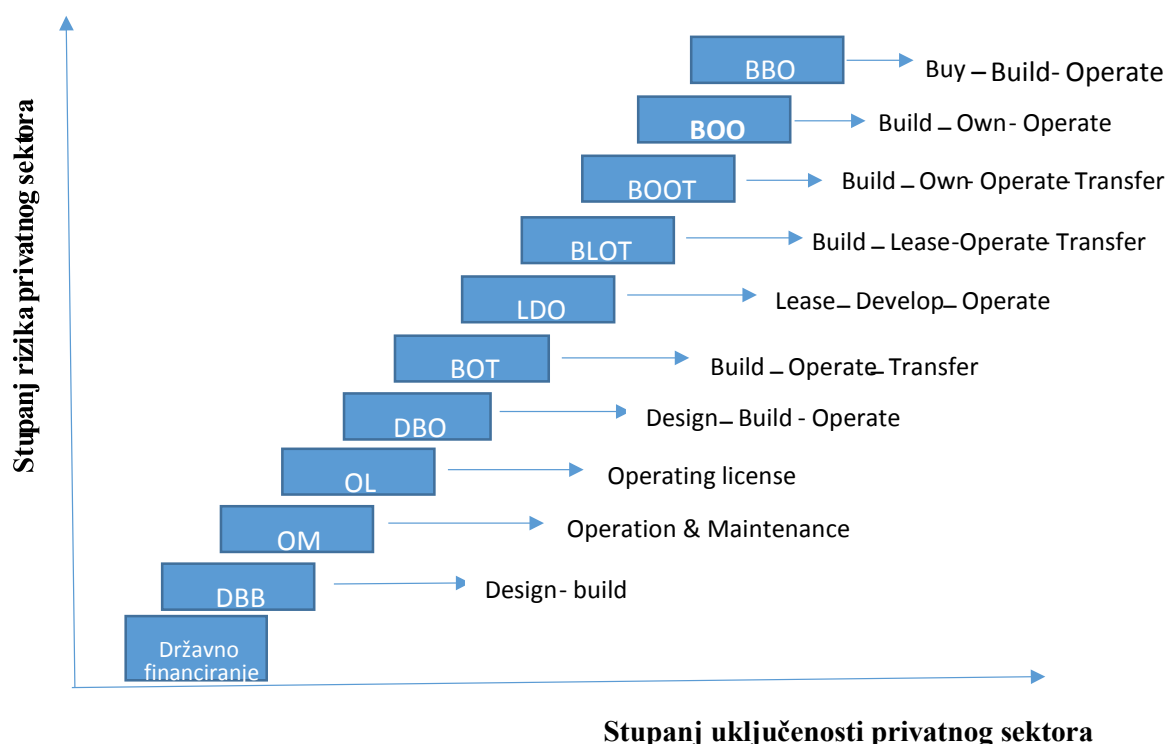 Stupanj rizika privatnog sektora
BBO
Buy – Build- Operate
BOO
Build – Own- Operate
BOOT
Build – Own- Operate- Transfer
BLOT
Build – Lease-Operate- Transfer
LDO
Lease – Develop – Operate
BOT
Build – Operate – Transfer
DBO
Design – Build - Operate
OL
Operating license
OM
Operation & Maintenance
DBB
Design- build
Državno
financiranje
Stupanj uključenosti privatnog sektora